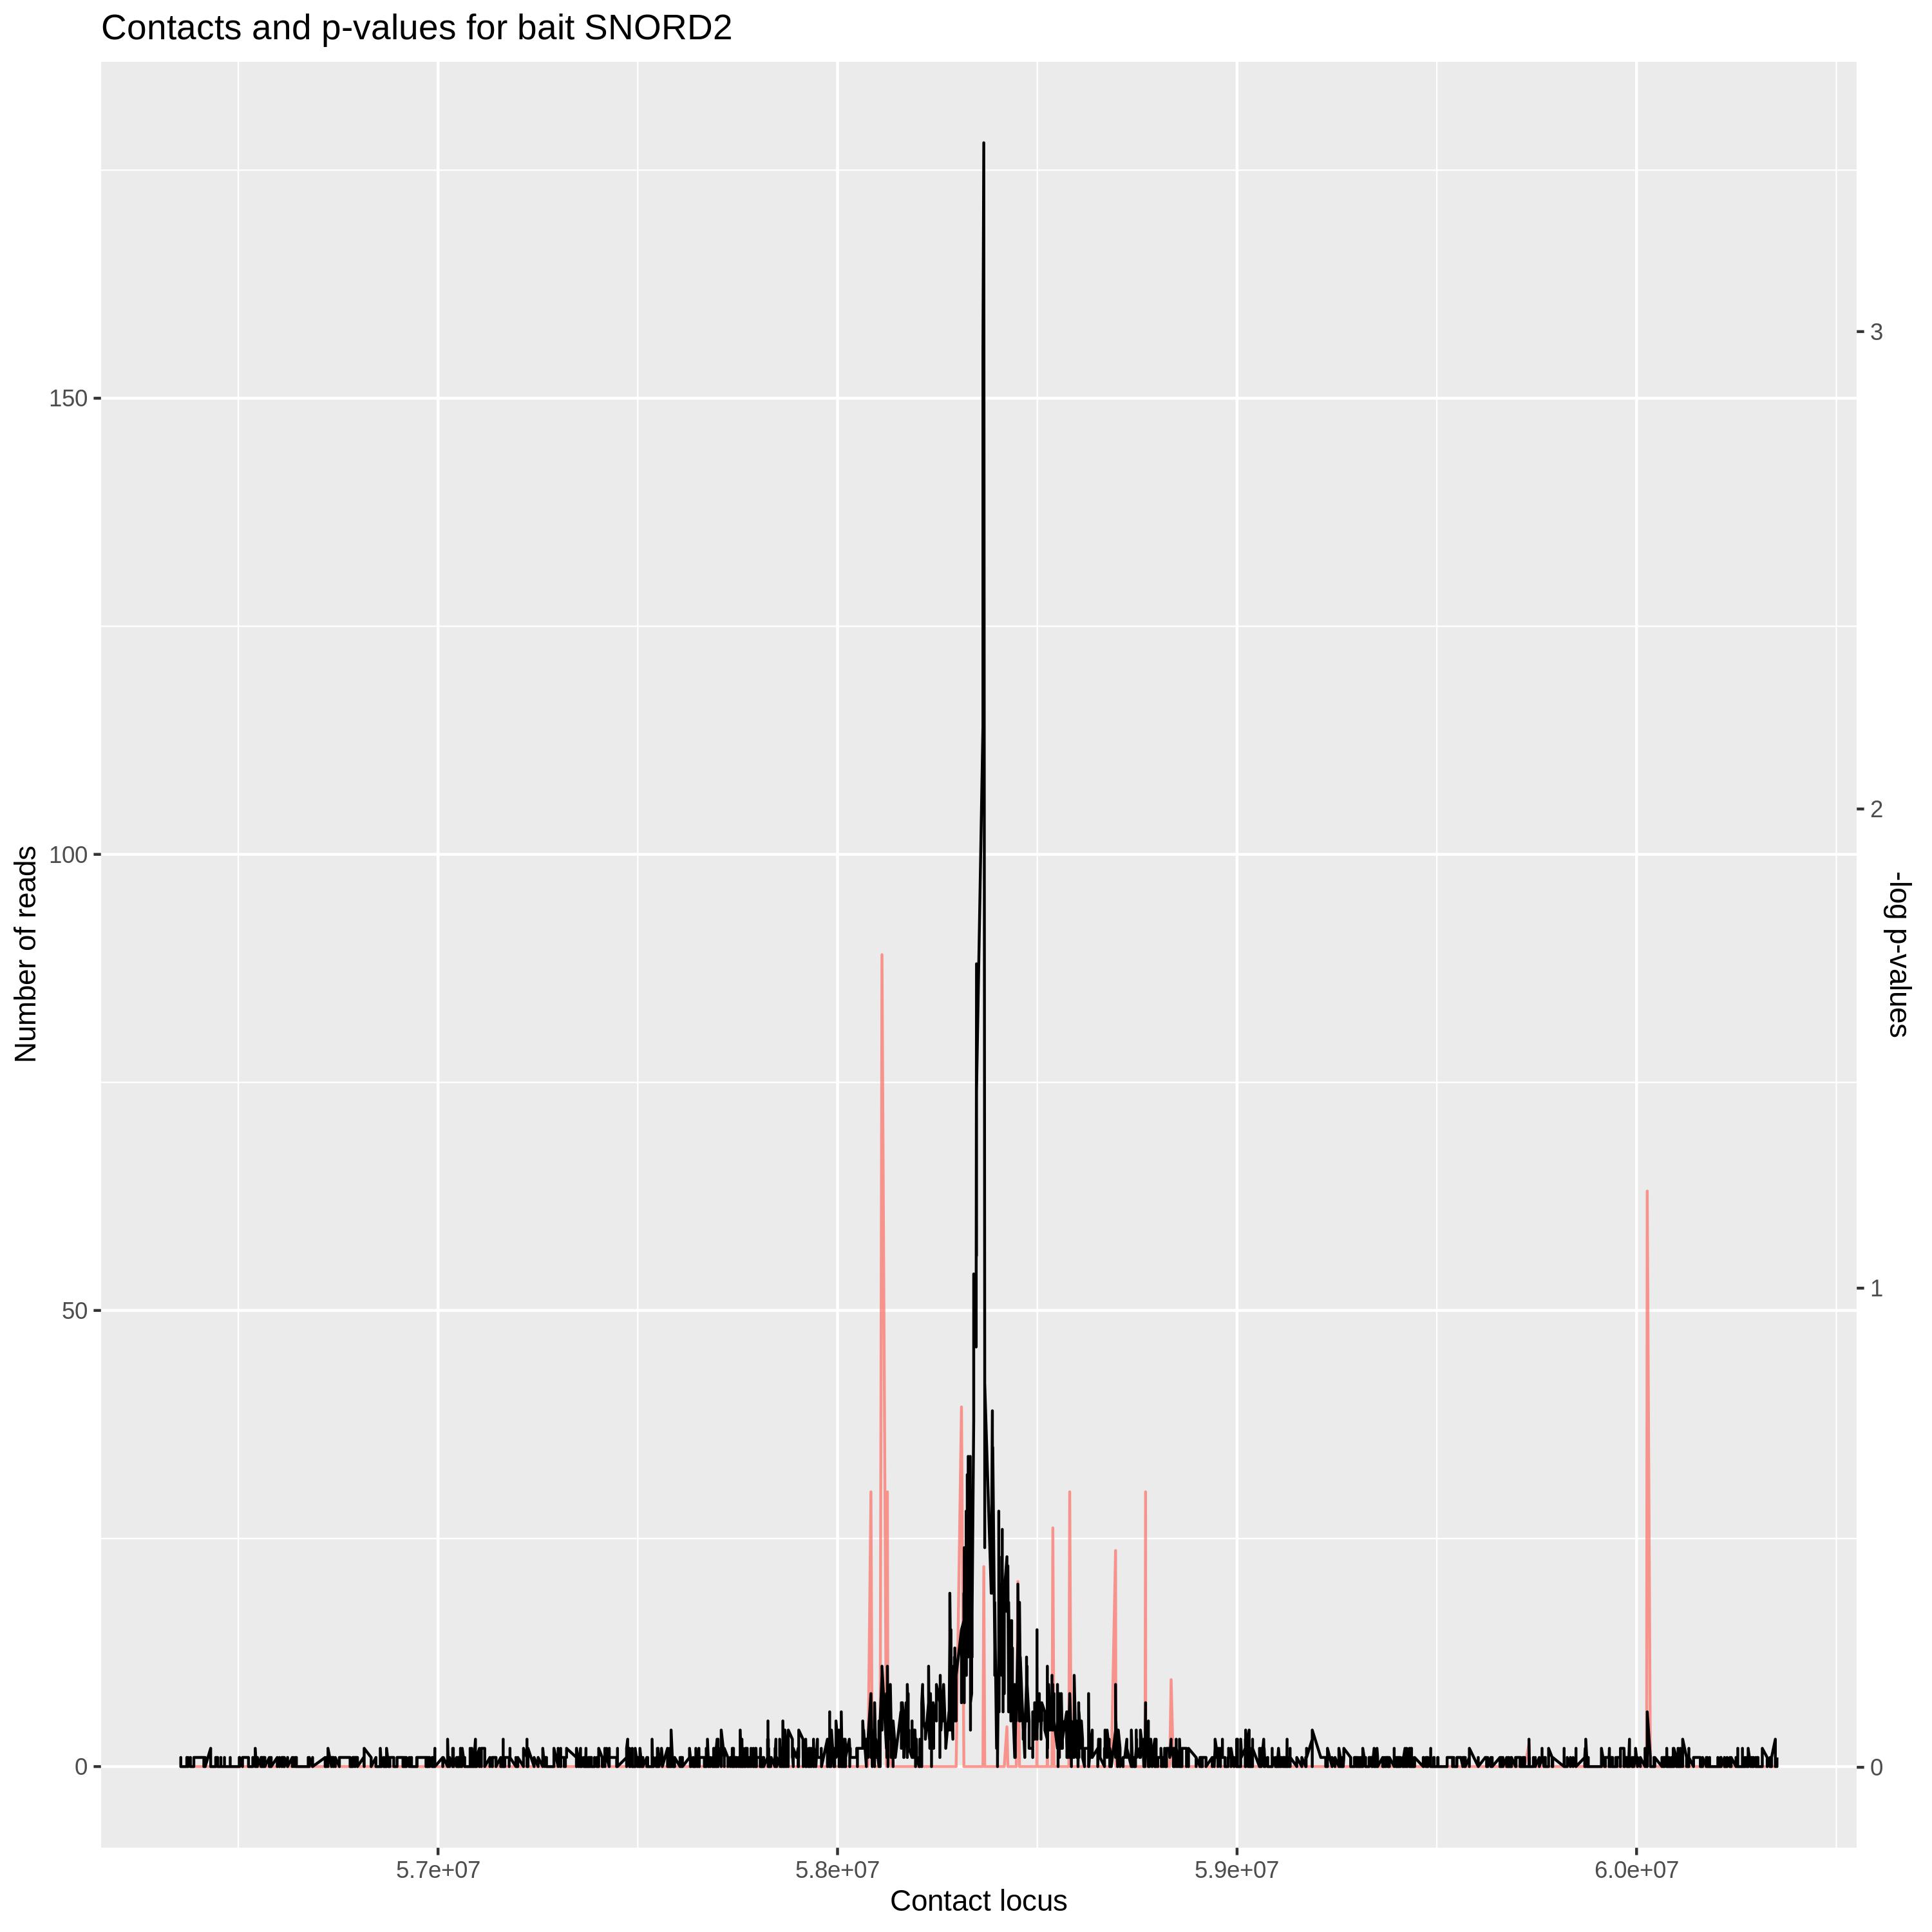 Contacts and p-values for bait SNORD2
150
100
50
0
Number of reads
3
2
1
0
-log p-values
5.7e+07
5.8e+07
5.9e+07
6.0e+07
Contact locus